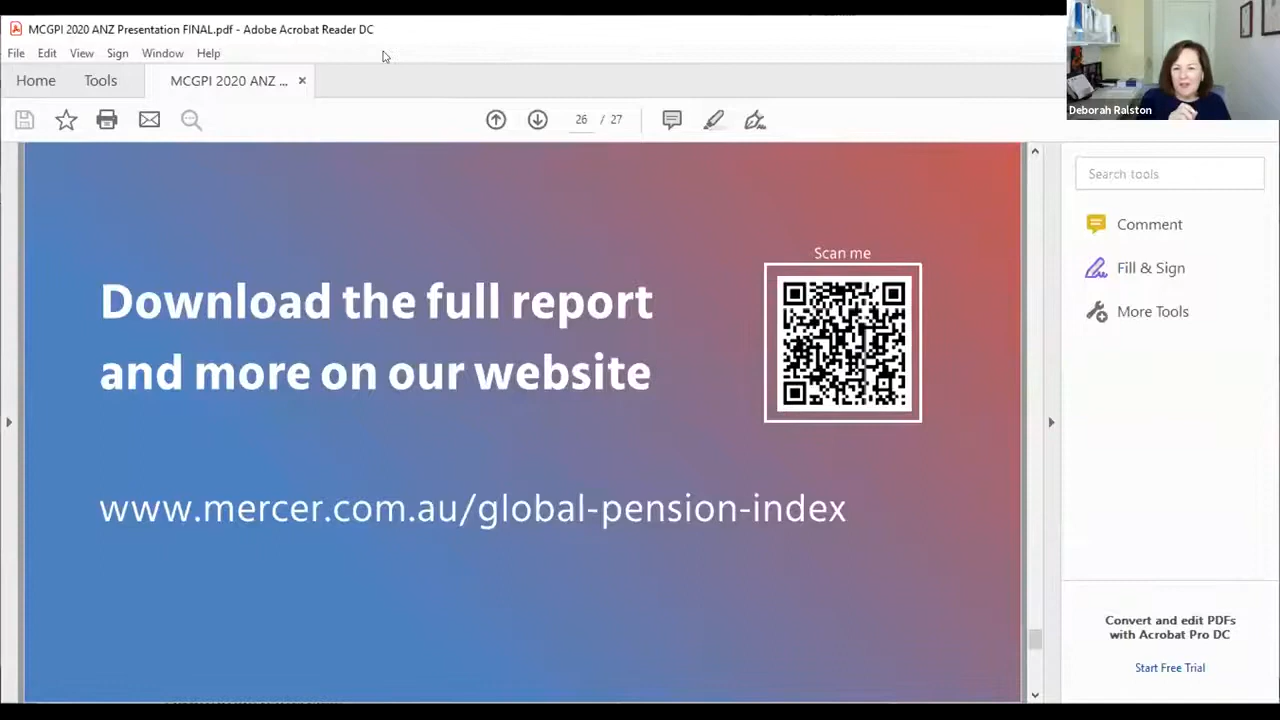 MCGPI 2020 ANZ Presentation FINAL.pdf - Adobe Acrobat Reader DC
File Edit View Sign Window Help
Home Tools MCGPI 2020 ANZ ... ×
26 / 27
Deborah Ralston
Search tools
Comment
Fill & Sign
More Tools
Scan me
Download the full report
and more on our website
www.mercer.com.au/global-pension-index
Convert and edit PDFs
with Acrobat Pro DC
Start Free Trial